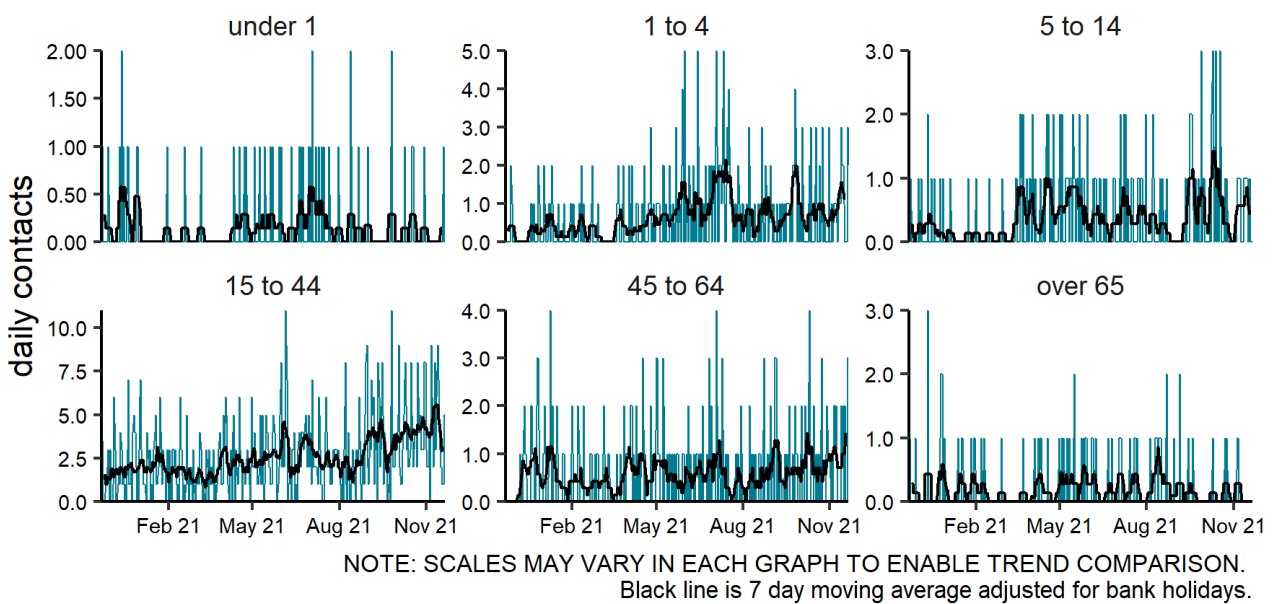 under 1
1 to 4
5 to 14
2.00
1.50
1.00
0.50
0.00
5.0
4.0
3.0
2.0
1.0
0.0
3.0
2.0
1.0
0.0
daily contacts
15 to 44
45 to 64
over 65
10.0
7.5
5.0
2.5
0.0
4.0
3.0
2.0
1.0
0.0
3.0
2.0
1.0
0.0
Feb 21 May 21 Aug 21 Nov 21
Feb 21 May 21 Aug 21 Nov 21
Feb 21 May 21 Aug 21 Nov 21
NOTE: SCALES MAY VARY IN EACH GRAPH TO ENABLE TREND COMPARISON.
Black line is 7 day moving average adjusted for bank holidays.